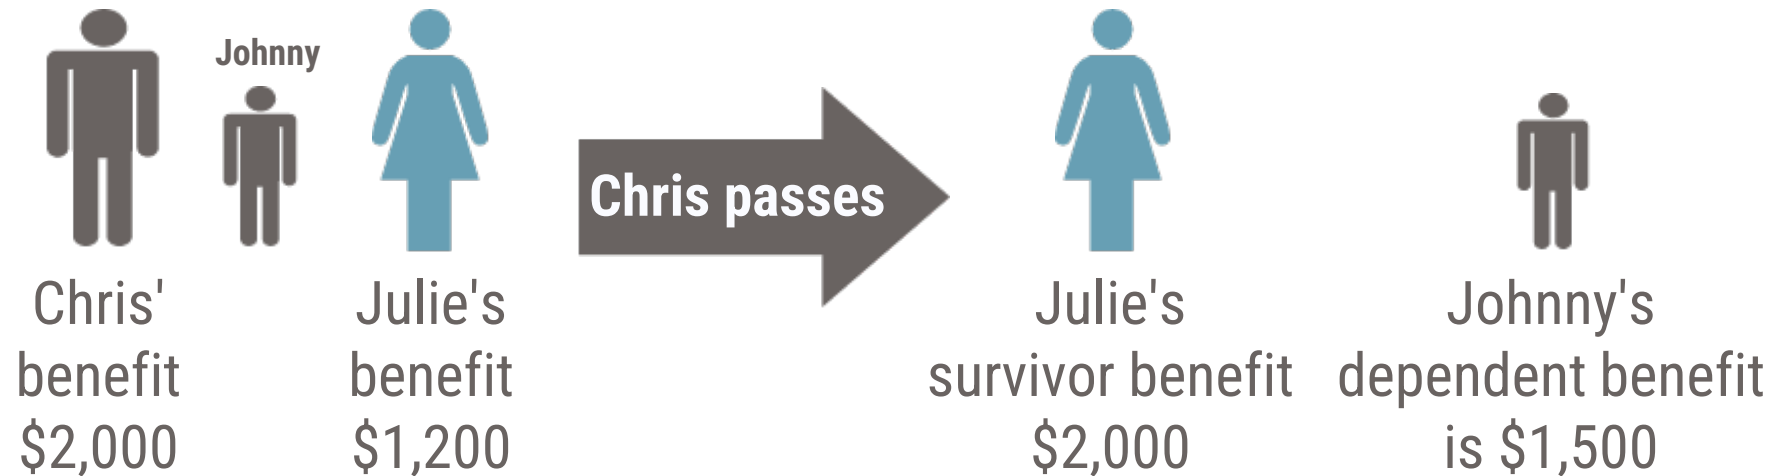 Johnny
Chris passes
Chris'
benefit
$2,000
Julie's
benefit
$1,200
Julie's
survivor benefit
$2,000
Johnny's
dependent benefit
is $1,500